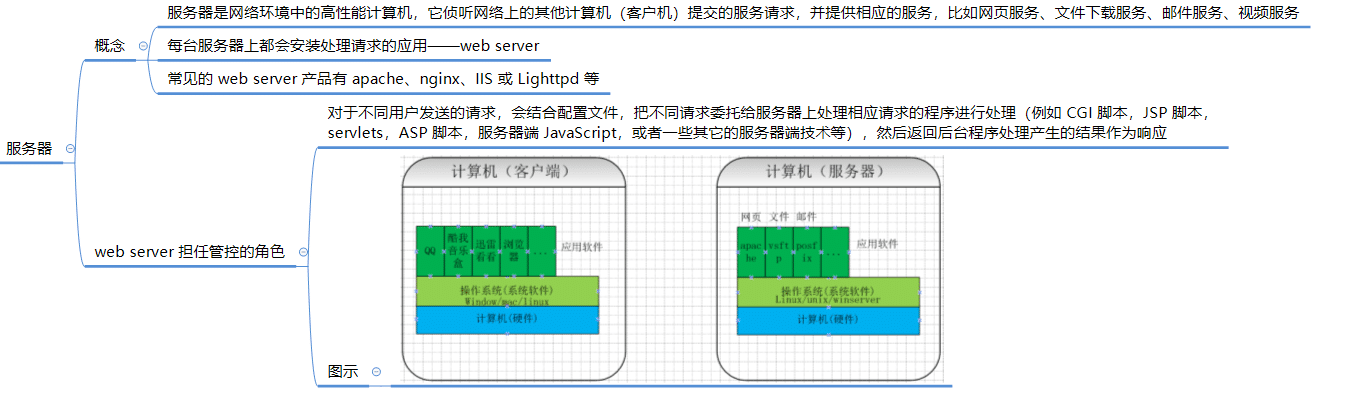 服务器是网络环境中的高性能计算机，它侦听网络上的其他计算机（客户机）提交的服务请求，并提供相应的服务，比如网页服务、文件下载服务、邮件服务、视频服务
概念
每台服务器上都会安装处理请求的应用——web server
常见的 web server 产品有 apache、nginx、IIS 或 Lighttpd 等
服务器
对于不同用户发送的请求，会结合配置文件，把不同请求委托给服务器上处理相应请求的程序进行处理（例如 CGI 脚本，JSP 脚本，
servlets，ASP 脚本，服务器端 JavaScript，或者一些其它的服务器端技术等），然后返回后台程序处理产生的结果作为响应
web server 担任管控的角色
图示
计算机（客户端）
QQ
酷我
音乐
盒
迅雷
看看
浏览
器
...
应用软件
操作系统(系统软件)
Window/mac/linux
计算机(硬件)
计算机（服务器）
网页 文件 邮件
apac
he
vsft
p
posf
ix
...
应用软件
操作系统(系统软件)
Linux/unix/winserver
计算机(硬件)